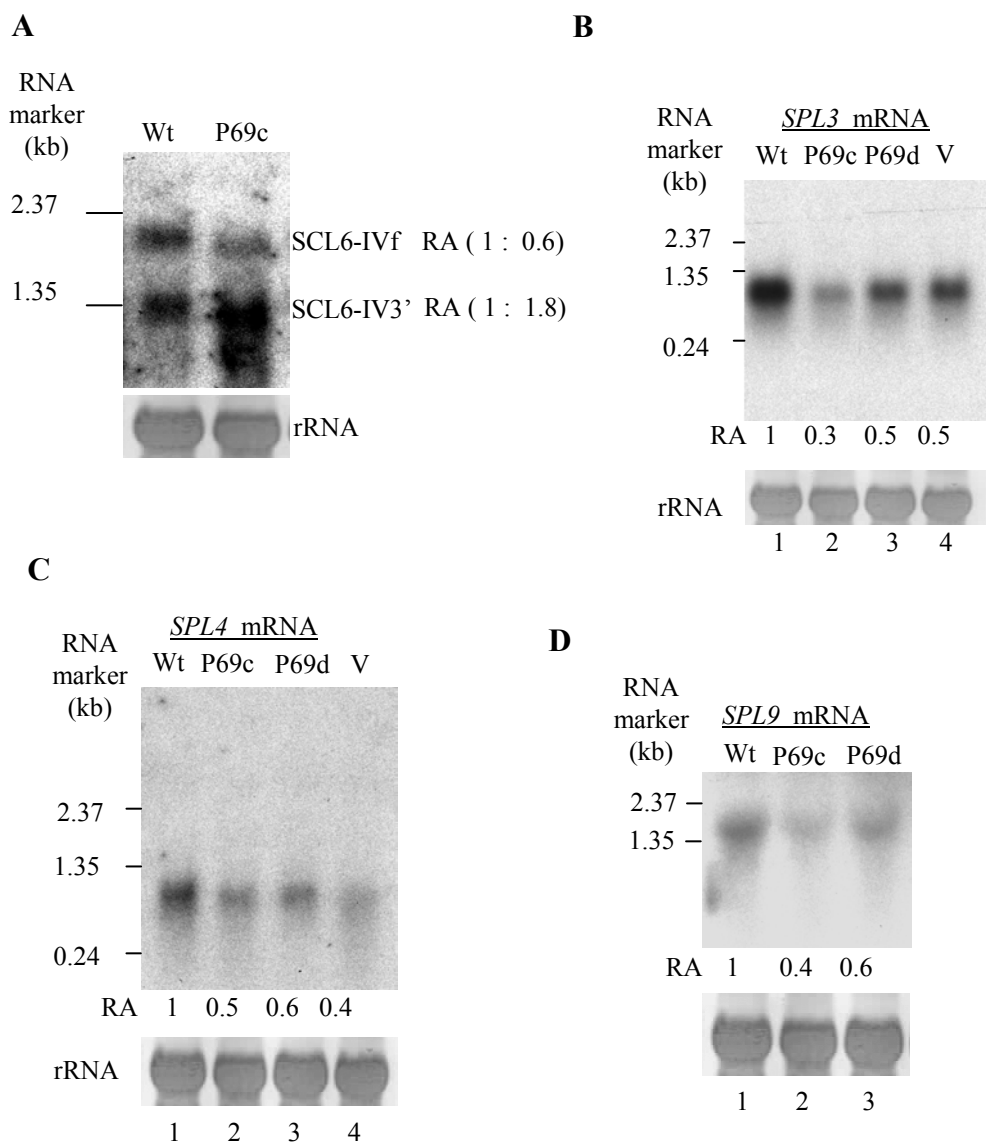 A
RNA
marker
(kb)
Wt P69c
2.37
1.35
SCL6-IVf RA ( 1 : 0.6)
SCL6-IV3’ RA ( 1 : 1.8)
rRNA
B
RNA
marker
(kb)
SPL3 mRNA
Wt P69c P69d V
2.37
1.35
0.24
RA 1 0.3 0.5 0.5
rRNA
1 2 3 4
C
RNA
marker
(kb)
SPL4 mRNA
Wt P69c P69d V
2.37
1.35
0.24
RA 1 0.5 0.6 0.4
rRNA
1 2 3 4
D
RNA
marker
(kb)
SPL9 mRNA
Wt P69c P69d
2.37
1.35
RA 1 0.4 0.6
1 2 3